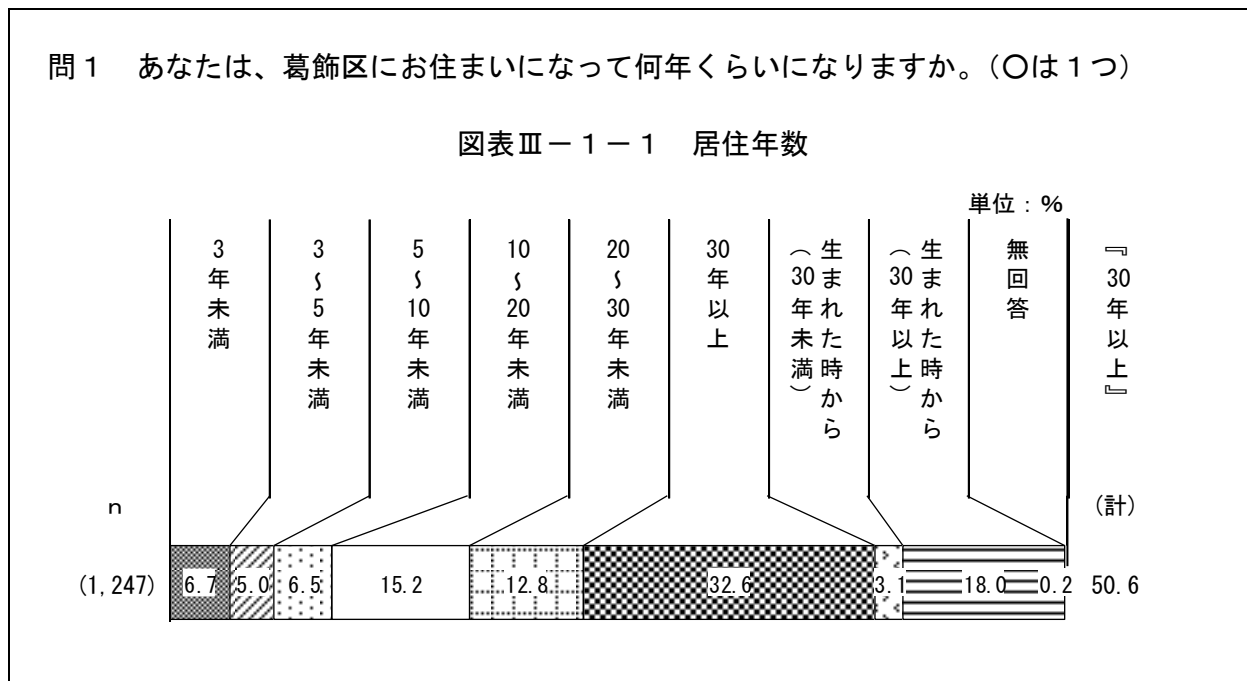 問１　あなたは、葛飾区にお住まいになって何年くらいになりますか。（〇は１つ）
図表Ⅲ－１－１　居住年数
単位：％
3年未満
3～5年未満
5～10年未満
10～20年未満
20～30年未満
30年以上
生まれた時から
（30年未満）
生まれた時から
（30年以上）
無回答
『30年以上』
ｎ
(計)
(1,247) 6.7 5.0 6.5 15.2 12.8 32.6 3.1 18.0 0.2 50.6